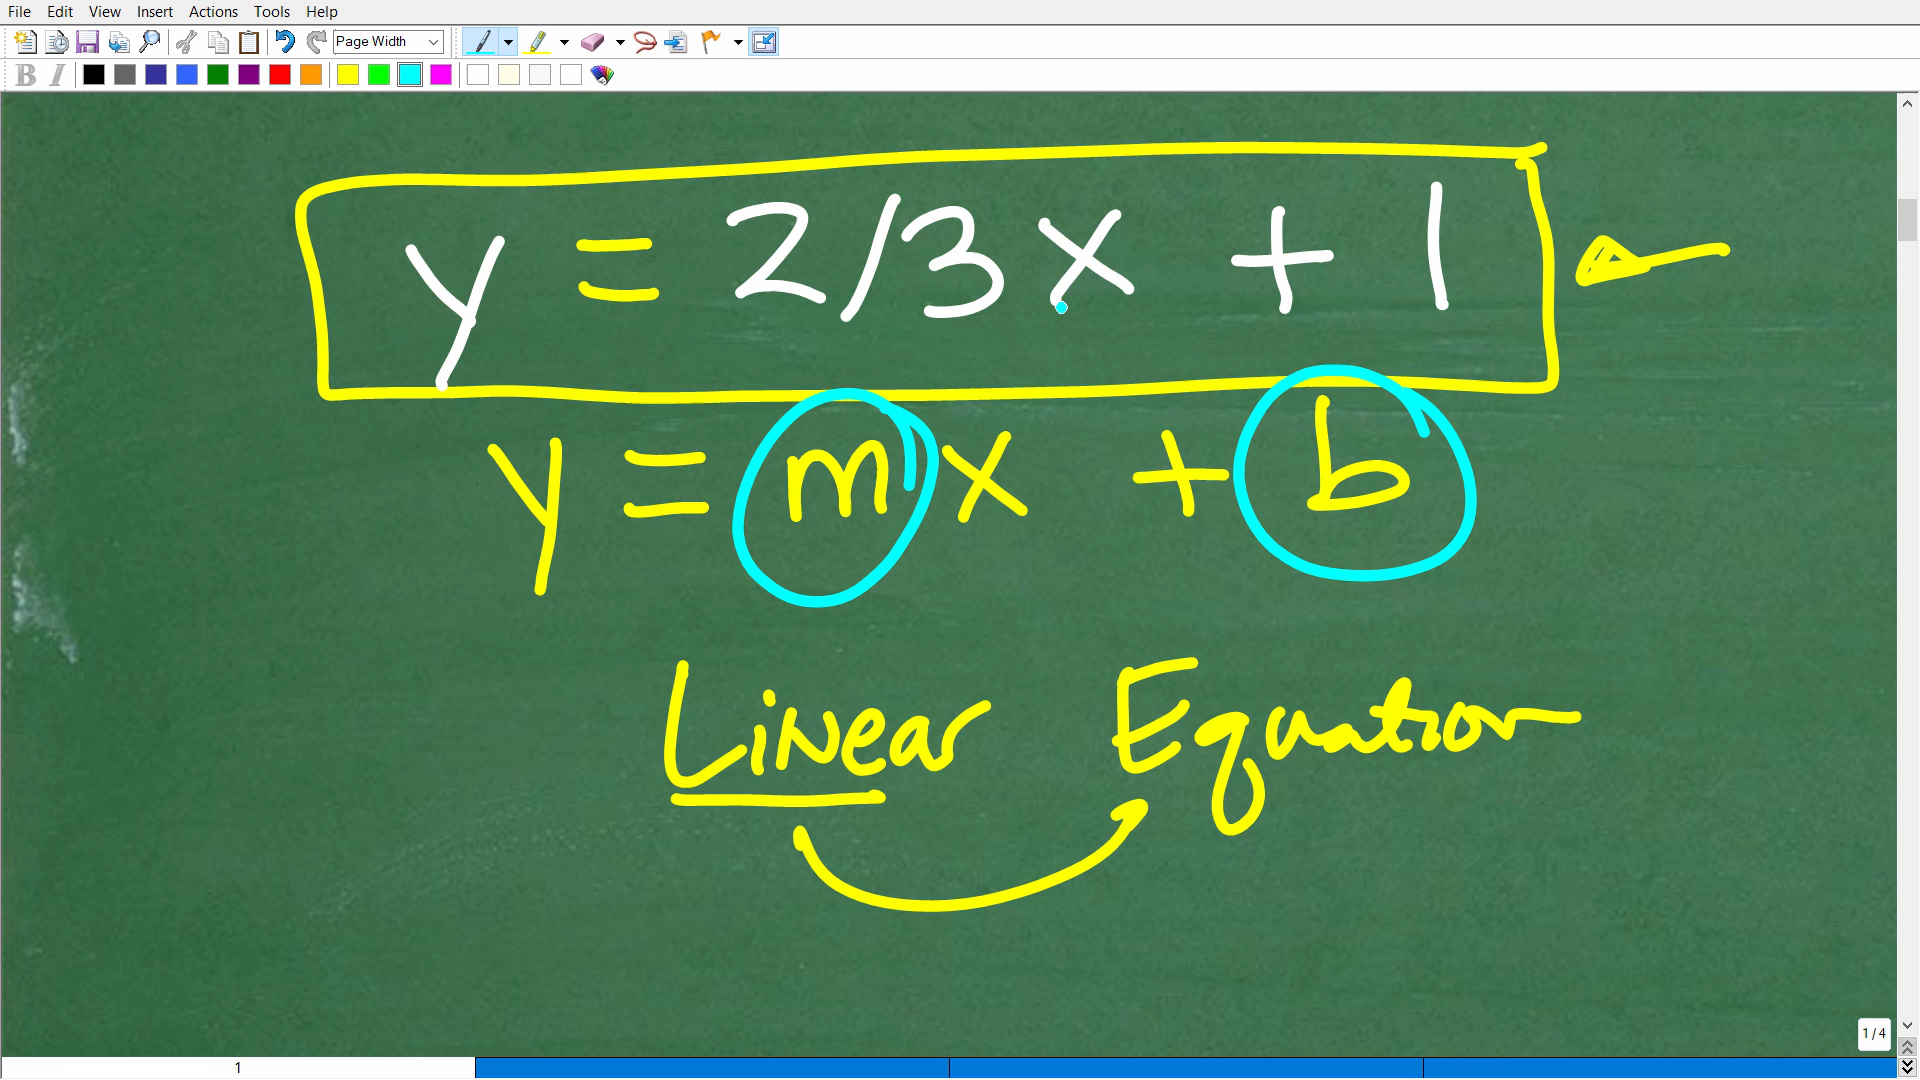 File Edit View Insert Actions Tools Help
Page Width
B I
y = 2/3x + 1
y = mx + b
Linear Equation
1 / 4
1